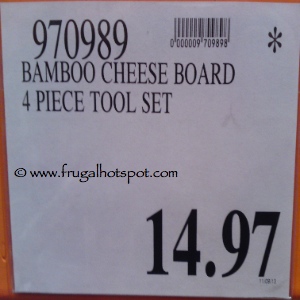 970989
0000009709898
*
BAMBOO CHEESE BOARD
4 PIECE TOOL SET
www.frugalhotspot.com
14.97